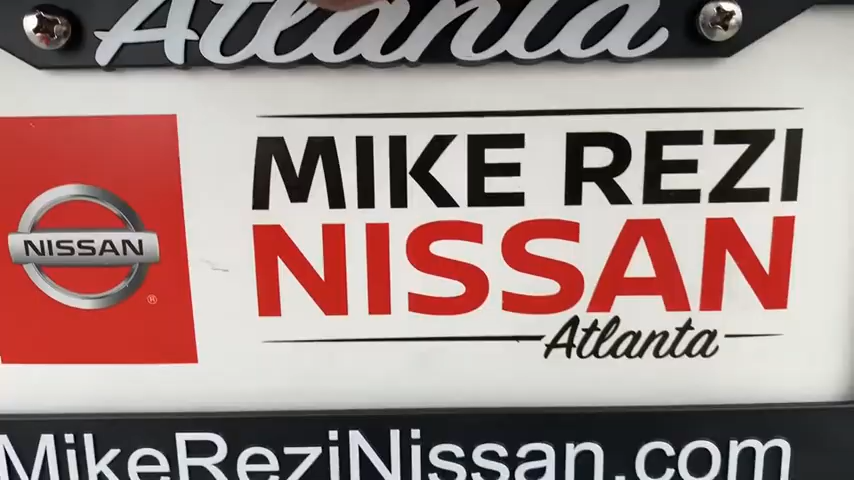 Atlanta
MIKE REZI
NISSAN
NISSAN
®
Atlanta
MikeReziNissan.com